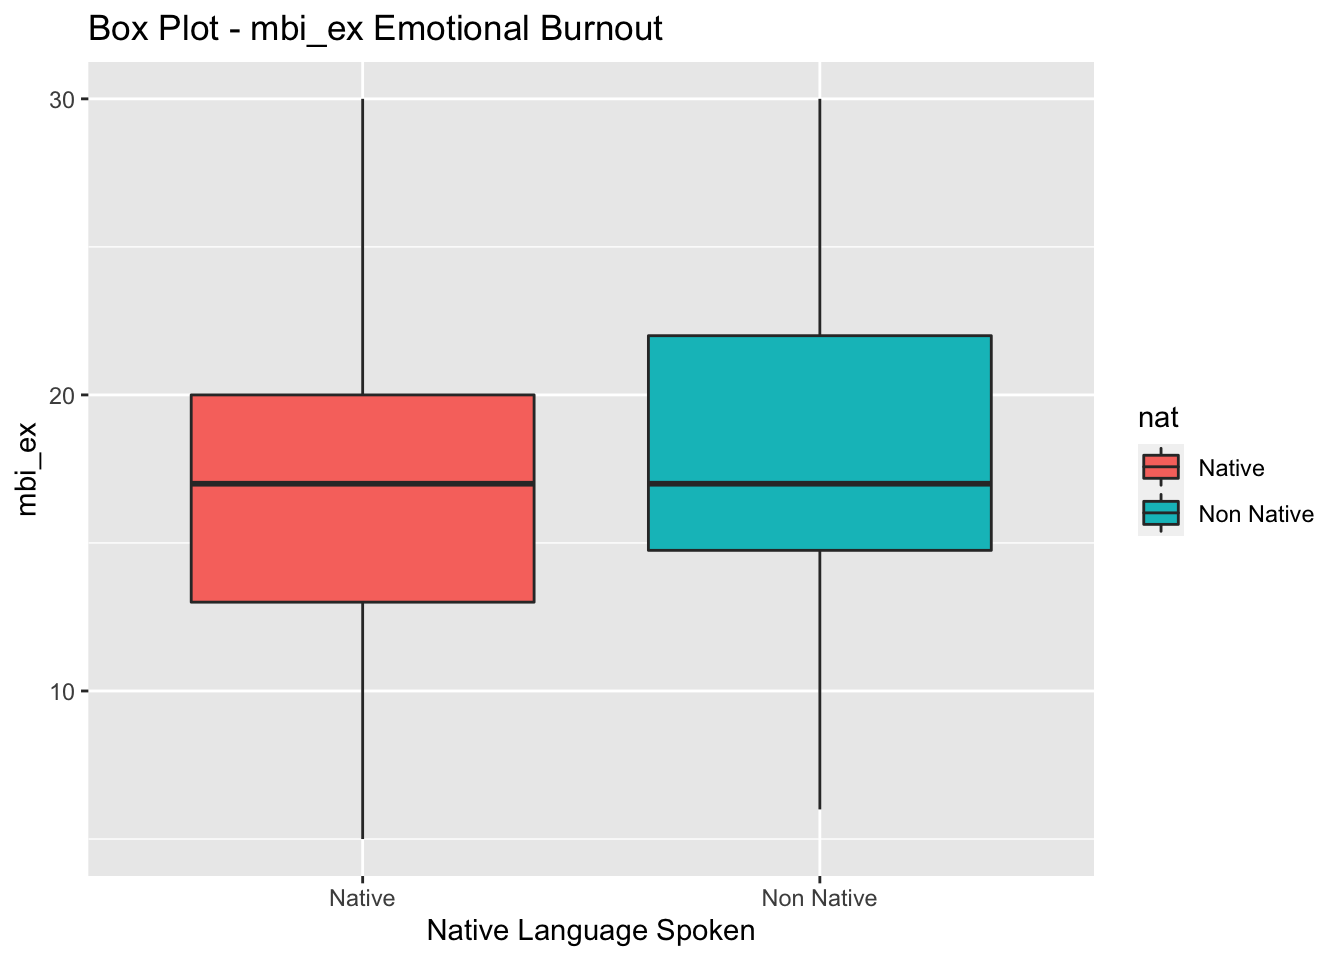 Box Plot - mbi_ex Emotional Burnout
30
20
10
mbi_ex
Native
Non Native
Native Language Spoken
nat
Native
Non Native